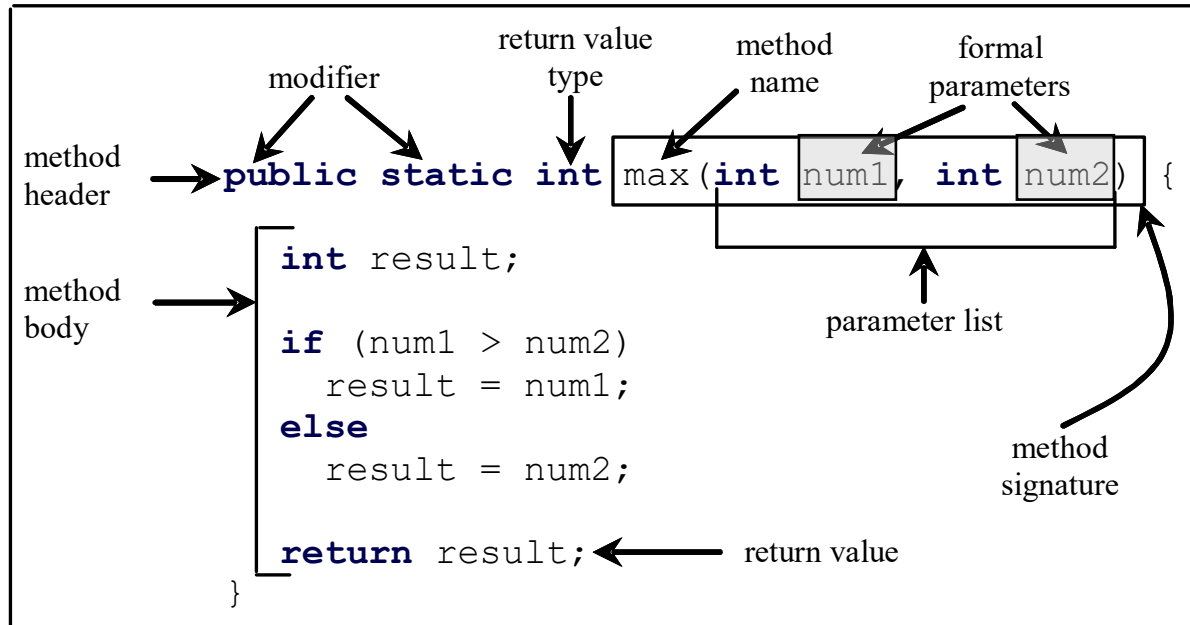 return value
type
method
name
formal
parameters
modifier
method
header
public static int max(int num1, int num2) {
method
body
int result;
if (num1 > num2)
result = num1;
else
result = num2;
return result;
}
parameter list
method
signature
return value